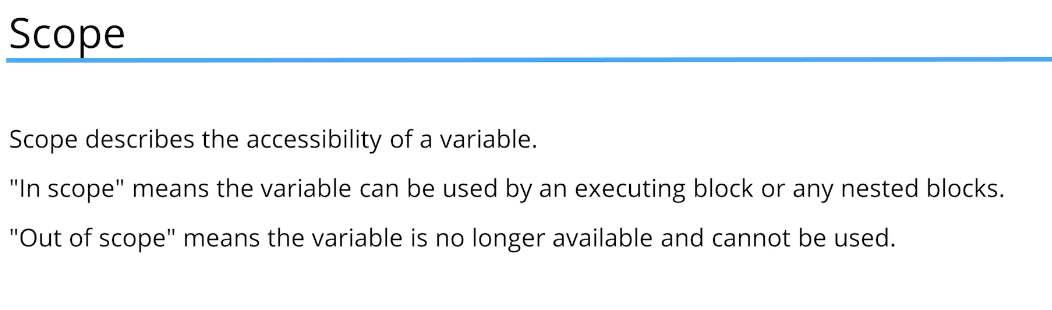 Scope
Scope describes the accessibility of a variable.
"In scope" means the variable can be used by an executing block or any nested blocks.
"Out of scope" means the variable is no longer available and cannot be used.